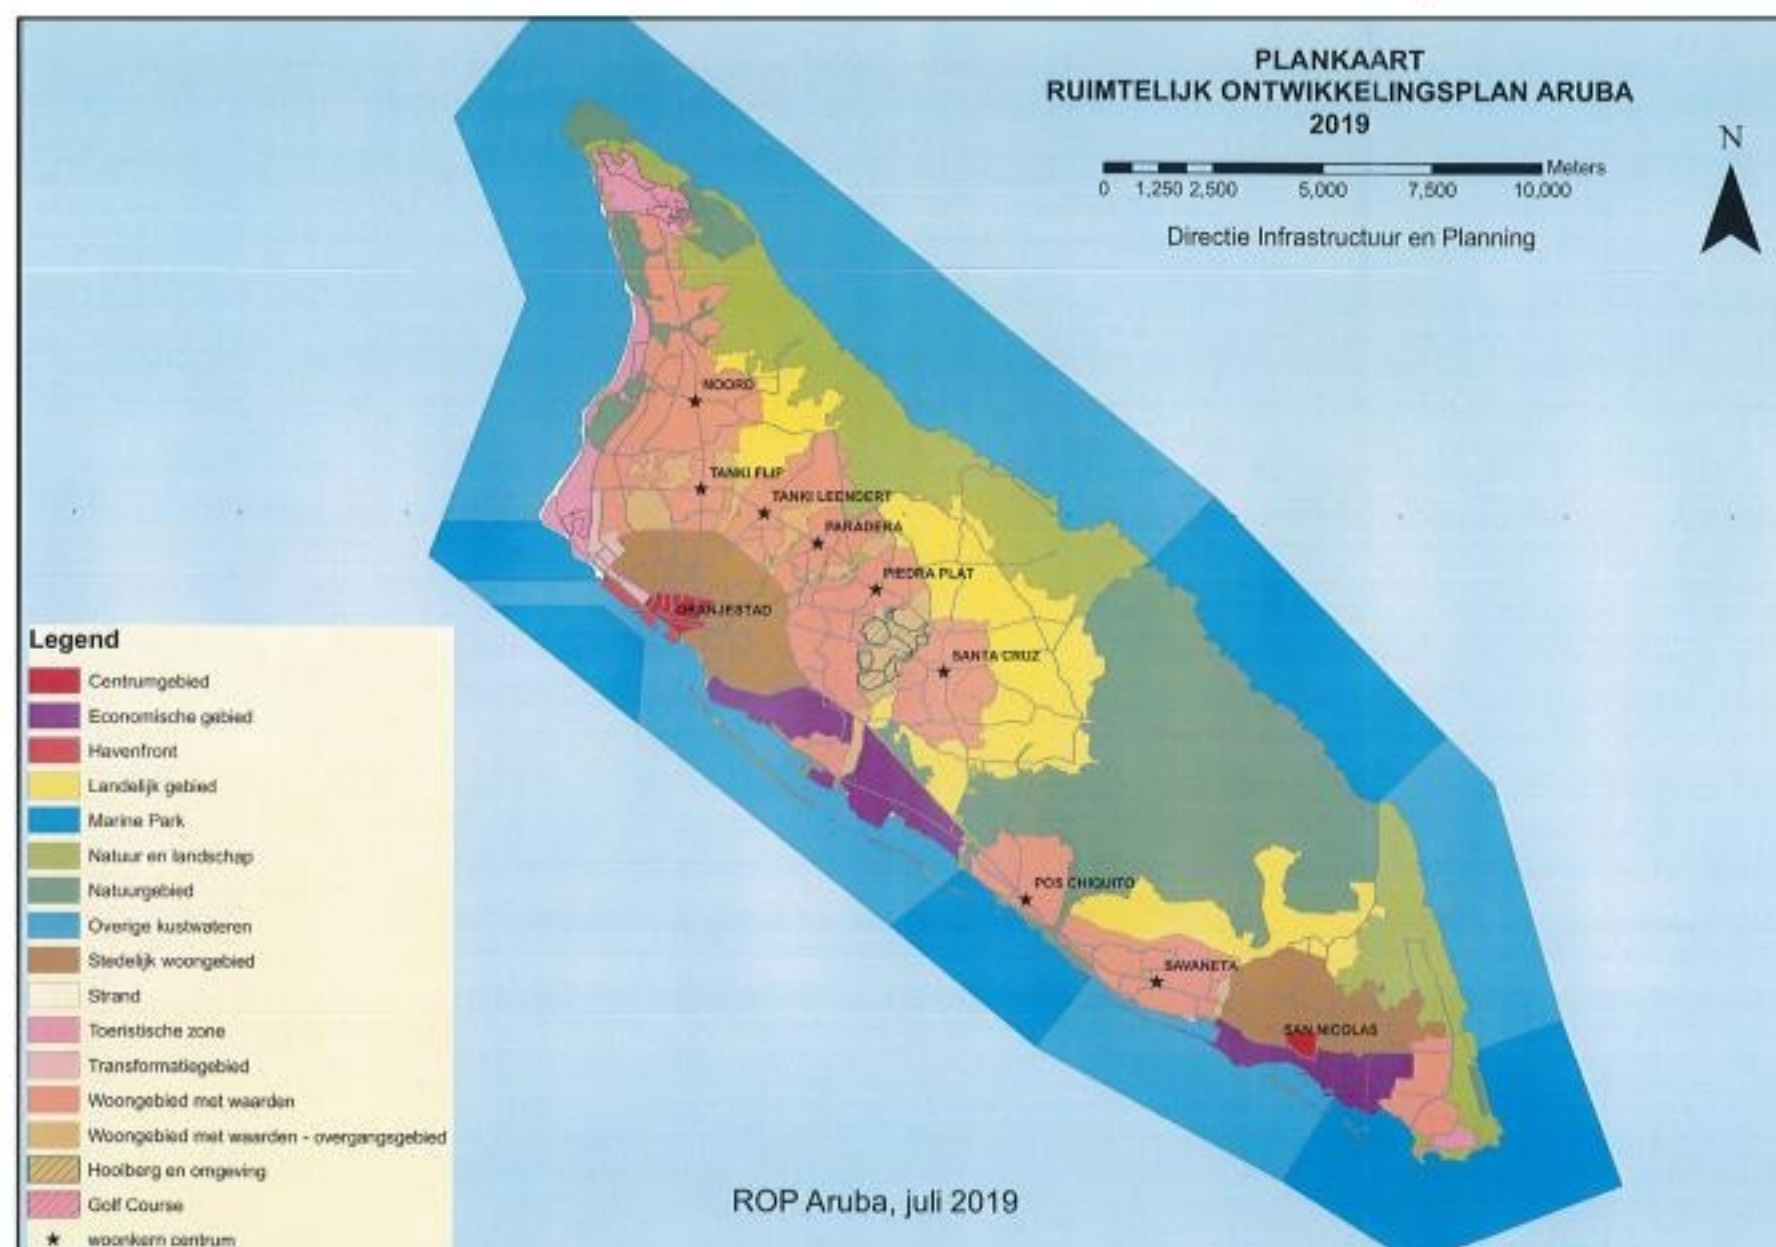 PLANKAART
RUIMTELIJK ONTWIKKELINGSPLAN ARUBA
2019
N
Meters
0 1,250 2,500 5,000 7,500 10,000
Directie Infrastructuur en Planning
NOORD
TANKI FLIP
TANKI LEENDERT
PARADERA
PIEDRA PLAT
ORANJESTAD
SANTA CRUZ
POS CHIQUITO
SAVANETA
SAN NICOLAS
Legend
Centrumgebied
Economische gebied
Havenfront
Landelijk gebied
Marine Park
Natuur en landschap
Natuurgebied
Overige kustwateren
Stedelijk woongebied
Strand
Toeristische zone
Transformatiegebied
Woongebied met waarden
Woongebied met waarden - overgangsgebied
Hooiberg en omgeving
Golf Course
woonkern centrum
ROP Aruba, juli 2019